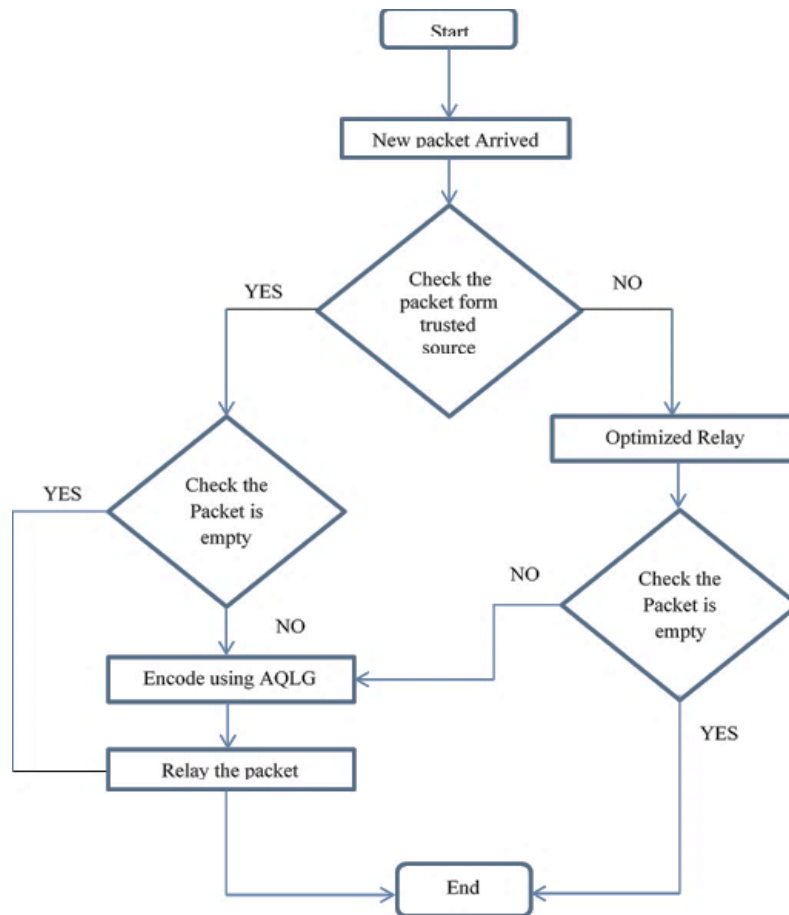 Start
New packet Arrived
Check the
packet form
trusted
source
YES
NO
Optimized Relay
Check the
Packet is
empty
YES
NO
Check the
Packet is
empty
NO
YES
Encode using AQLG
Relay the packet
End